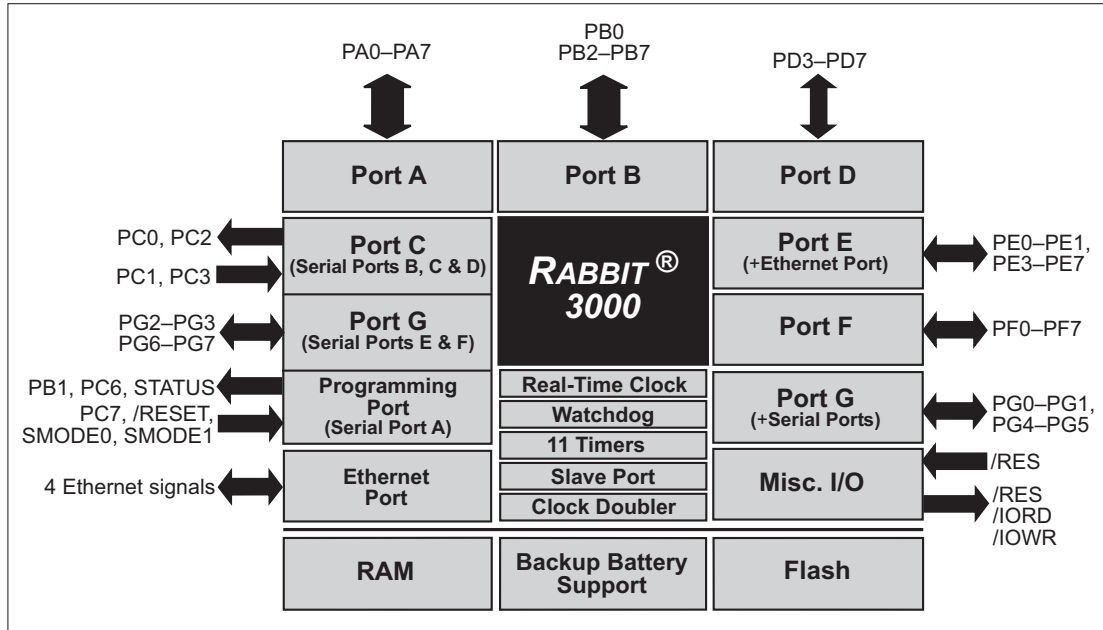 PA0–PA7
PB0
PB2–PB7
PD3–PD7
Port A
Port B
Port D
PC0, PC2
PC1, PC3
Port C
(Serial Ports B, C & D)
RABBIT ®
3000
Port E
(+Ethernet Port)
PE0–PE1,
PE3–PE7
PG2–PG3
PG6–PG7
Port G
(Serial Ports E & F)
Port F
PF0–PF7
PB1, PC6, STATUS
PC7, /RESET,
SMODE0, SMODE1
Programming
Port
(Serial Port A)
Real-Time Clock
Watchdog
11 Timers
Slave Port
Clock Doubler
Port G
(+Serial Ports)
PG0–PG1,
PG4–PG5
4 Ethernet signals
Ethernet
Port
Misc. I/O
/RES
/RES
/IORD
/IOWR
RAM
Backup Battery
Support
Flash